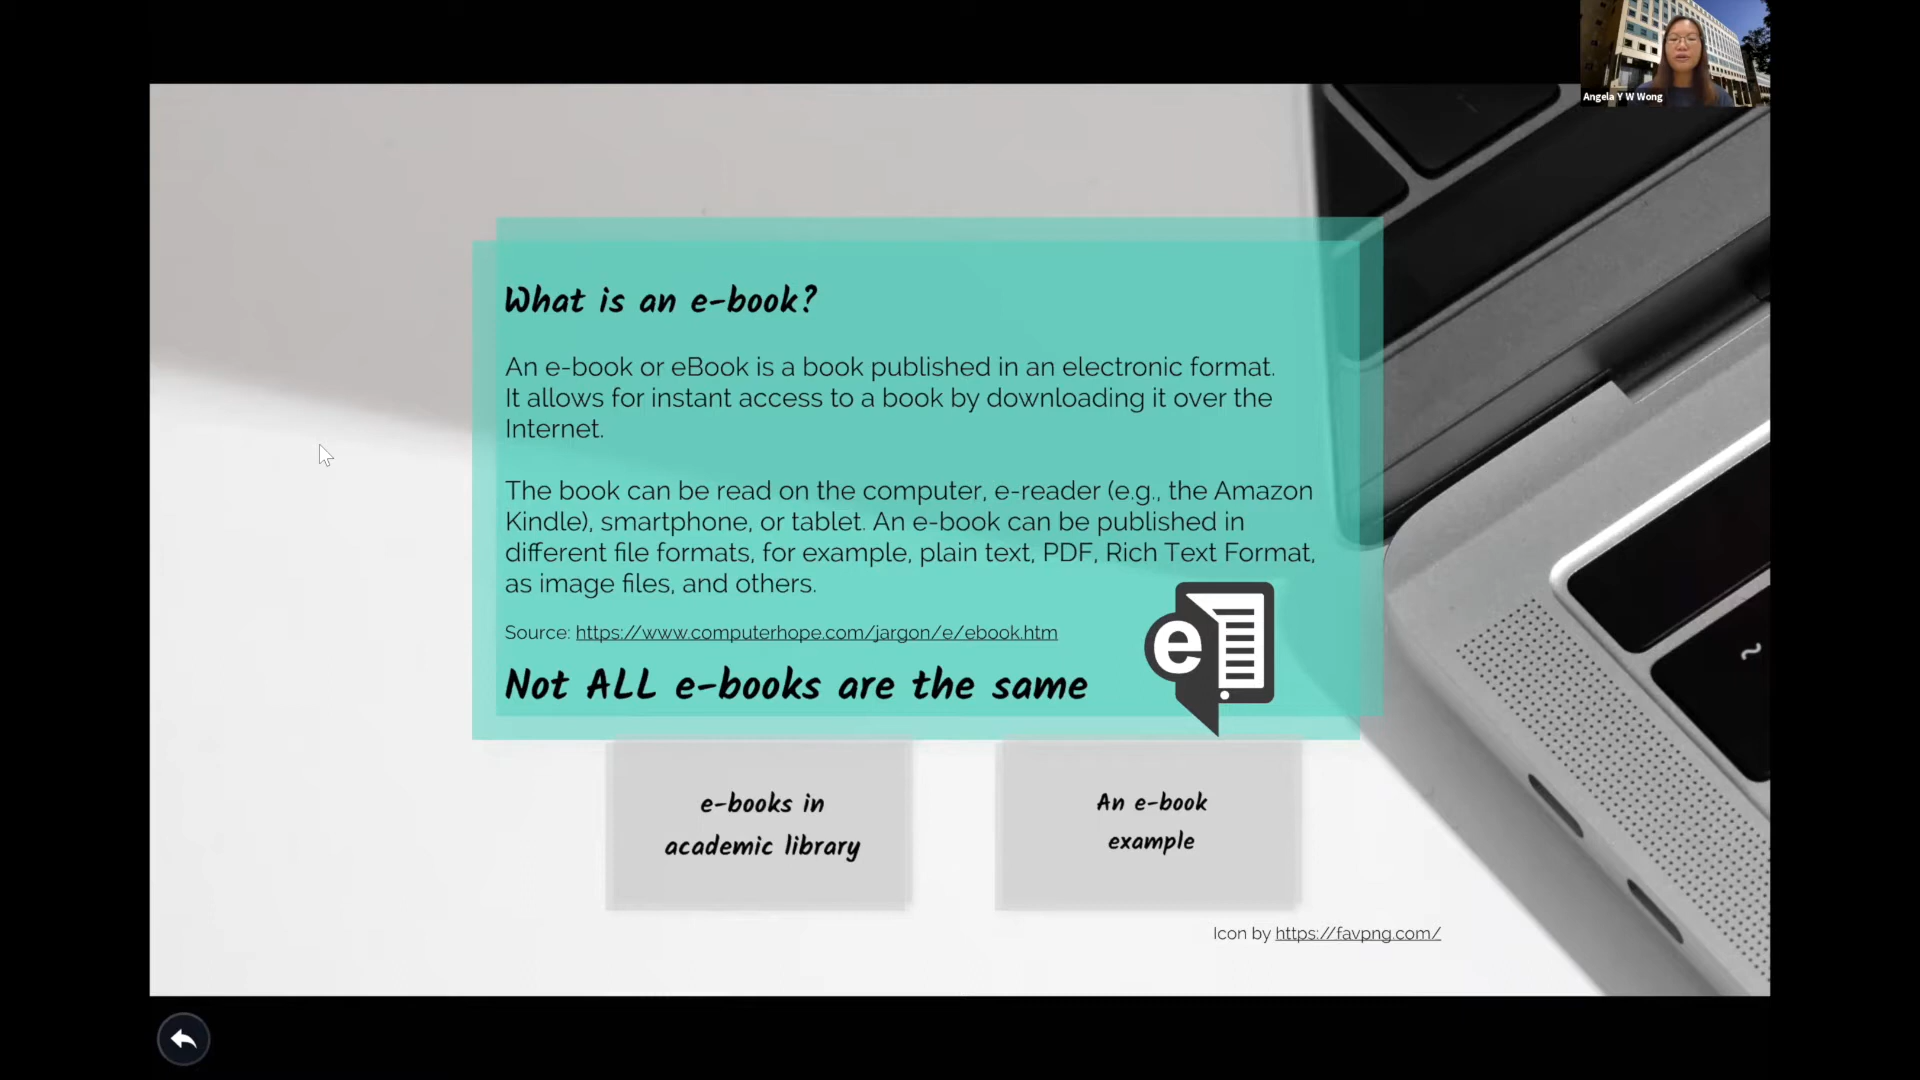 Angela Y W Wong
What is an e-book?
An e-book or eBook is a book published in an electronic format.
It allows for instant access to a book by downloading it over the
Internet.
The book can be read on the computer, e-reader (e.g., the Amazon
Kindle), smartphone, or tablet. An e-book can be published in
different file formats, for example, plain text, PDF, Rich Text Format,
as image files, and others.
Source: https://www.computerhope.com/jargon/e/ebook.htm
e
Not ALL e-books are the same
e-books in
academic library
An e-book
example
Icon by https://favpng.com/
~